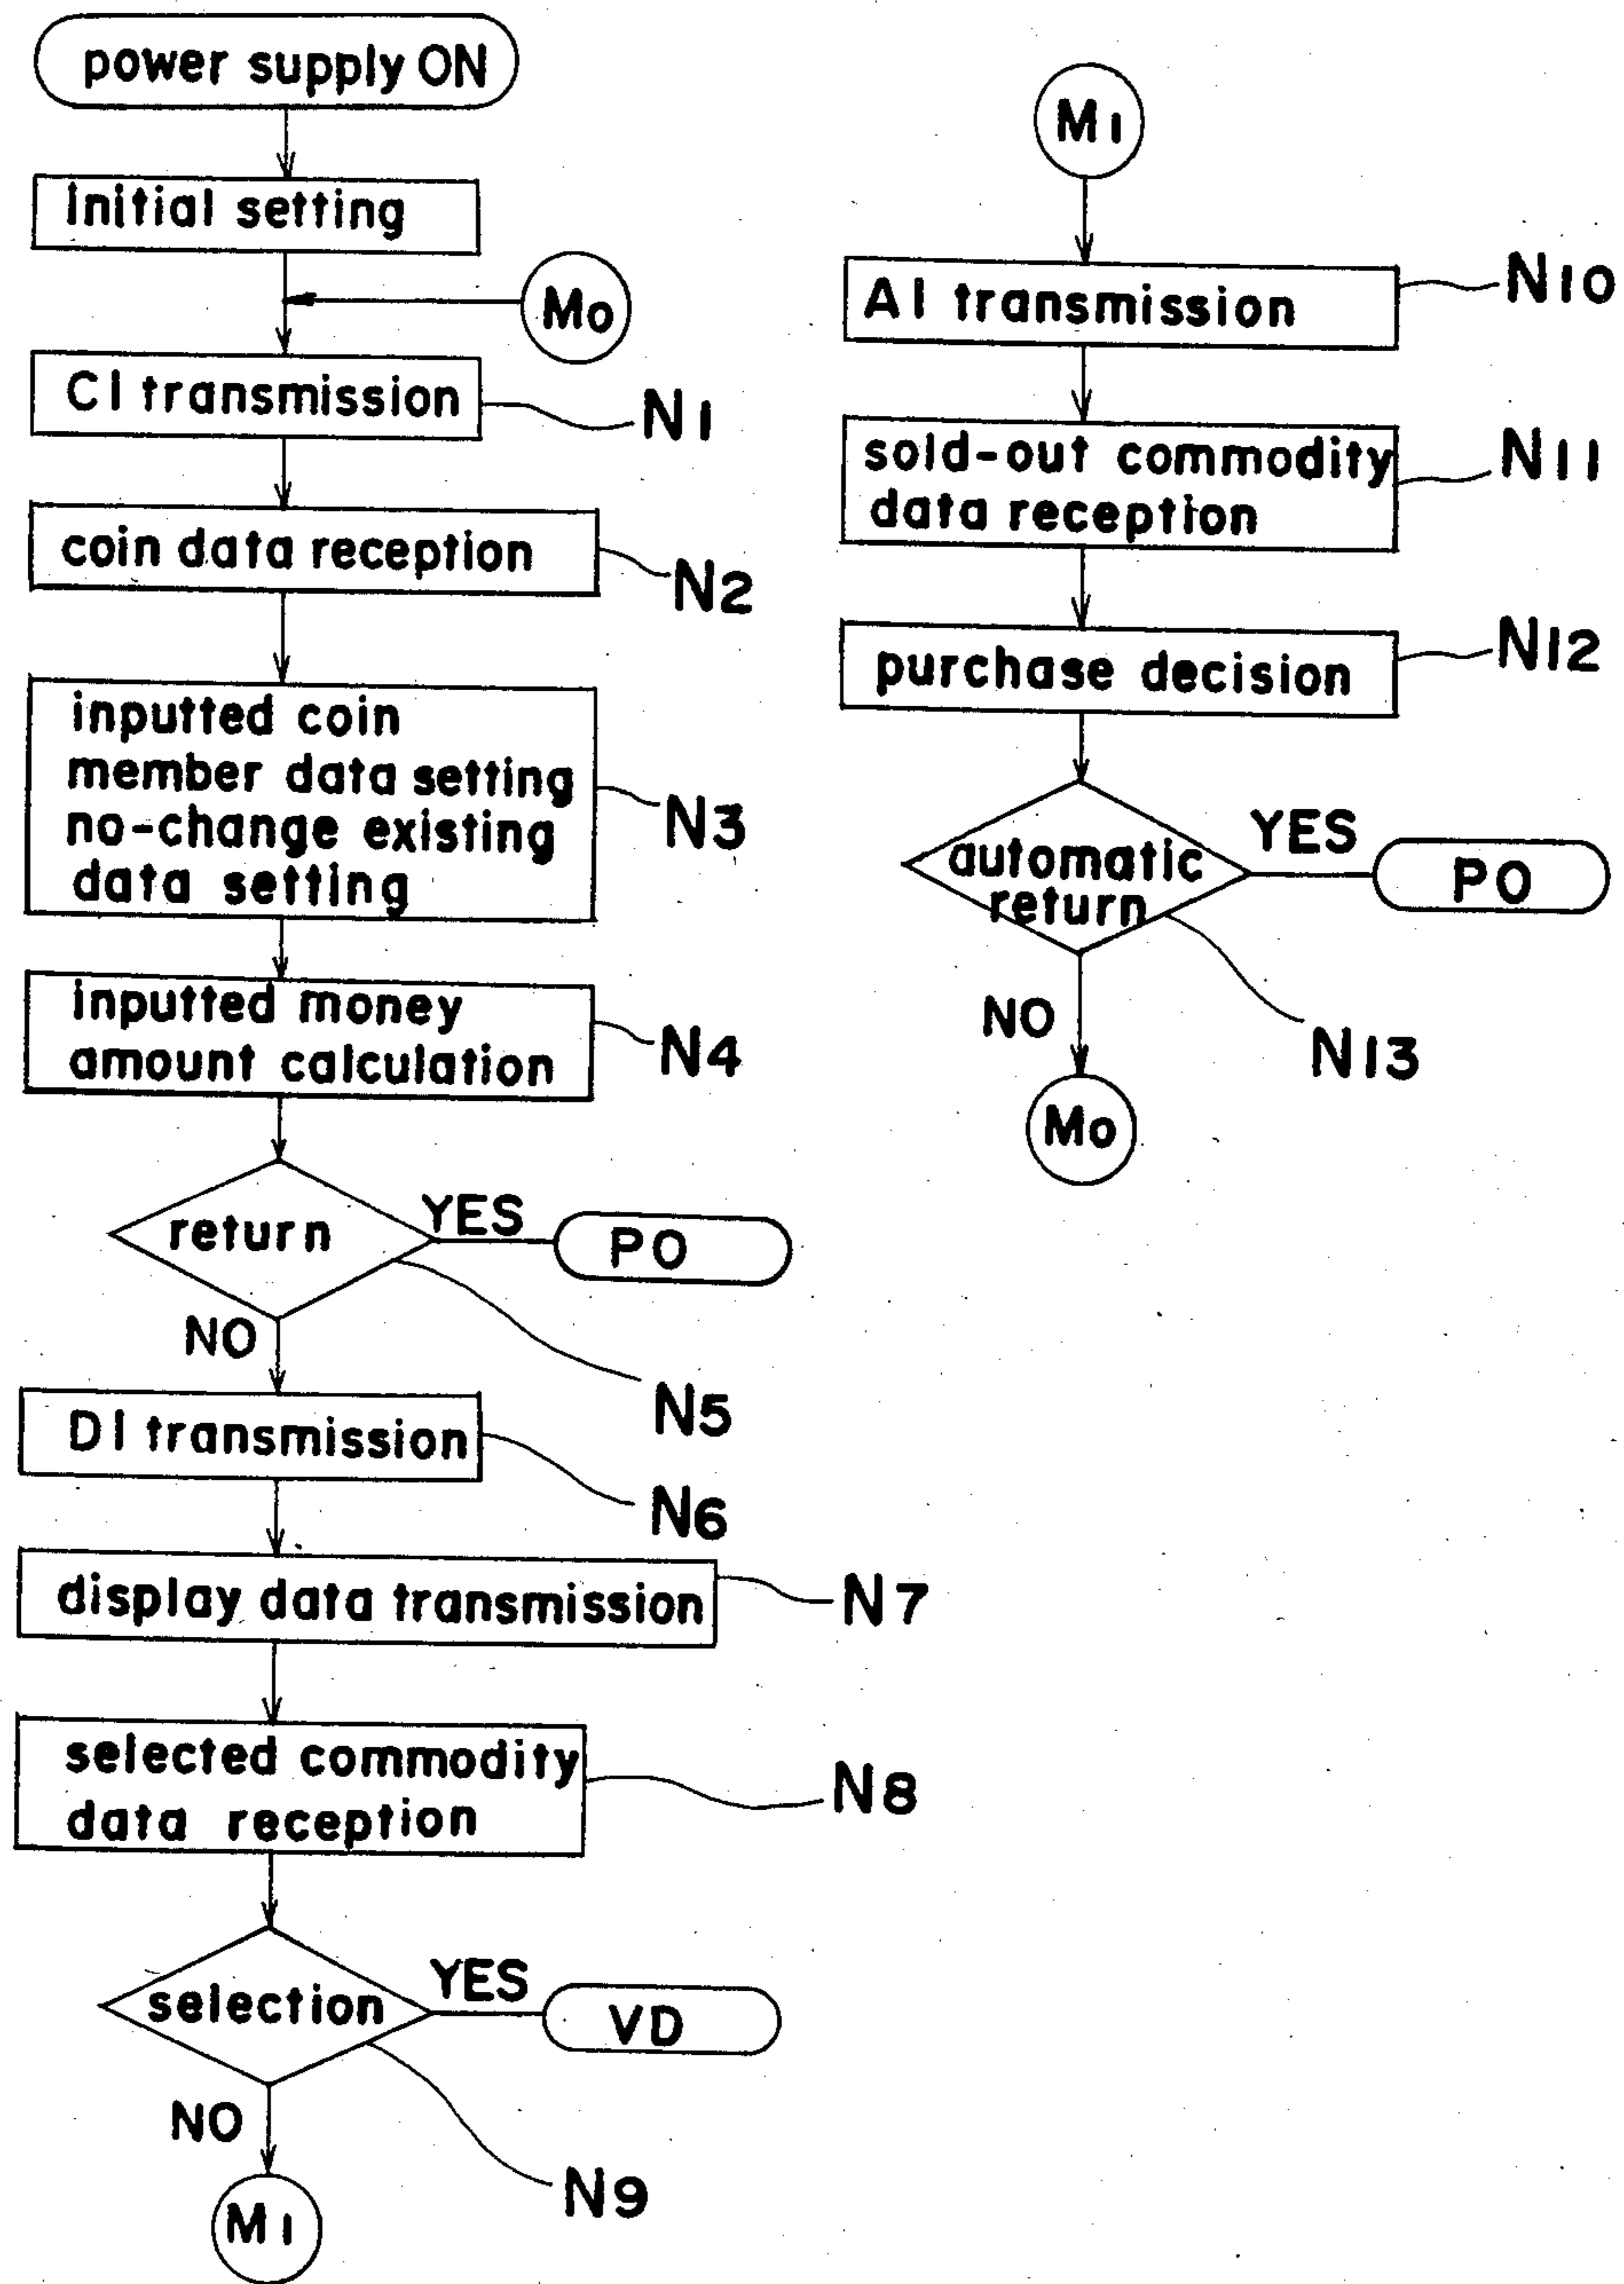 power supply ON
Initial setting
Mo
CI transmission
N1
coin data reception
N2
inputted coin
member data setting
no-change existing
data setting
N3
inputted money
amount calculation
N4
return
YES
PO
NO
N5
DI transmission
N6
display data transmission
N7
selected commodity
data reception
N8
selection
YES
VD
NO
N9
M1
M1
AI transmission
N10
sold-out commodity
data reception
N11
purchase decision
N12
automatic
return
YES
PO
NO
N13
Mo